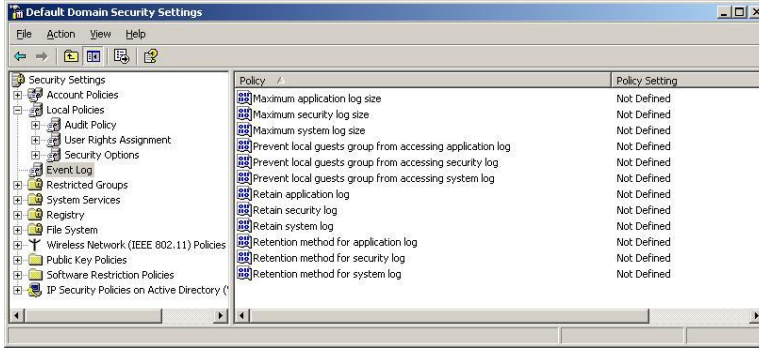 Default Domain Security Settings
File Action View Help
Security Settings
Account Policies
Local Policies
Audit Policy
User Rights Assignment
Security Options
Event Log
Restricted Groups
System Services
Registry
File System
Wireless Network (IEEE 802.11) Policies
Public Key Policies
Software Restriction Policies
IP Security Policies on Active Directory ('
Policy Policy Setting
Maximum application log size Not Defined
Maximum security log size Not Defined
Maximum system log size Not Defined
Prevent local guests group from accessing application log Not Defined
Prevent local guests group from accessing security log Not Defined
Prevent local guests group from accessing system log Not Defined
Retain application log Not Defined
Retain security log Not Defined
Retain system log Not Defined
Retention method for application log Not Defined
Retention method for security log Not Defined
Retention method for system log Not Defined